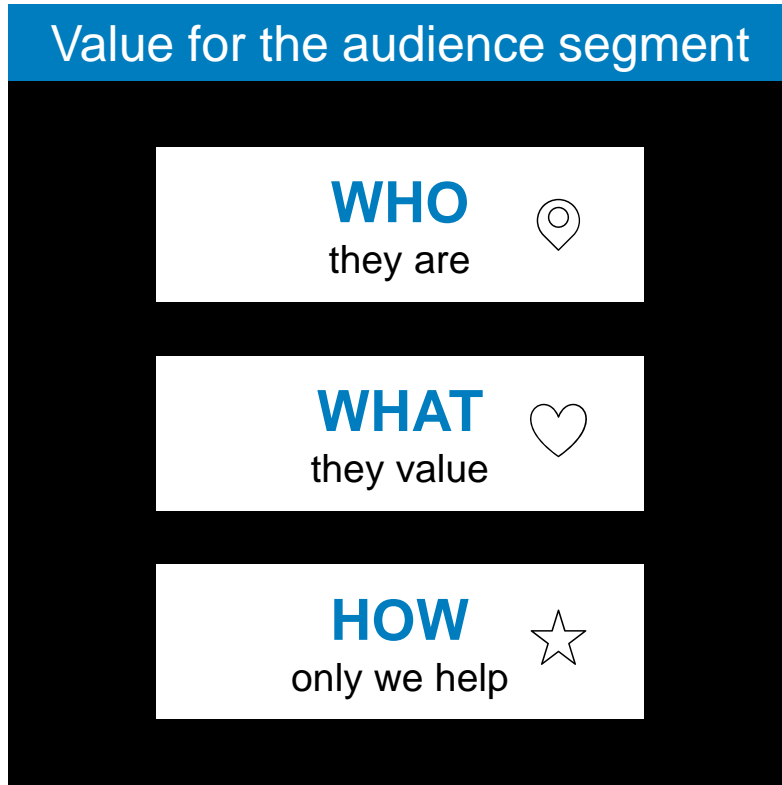 Value for the audience segment
WHO
they are
WHAT
they value
HOW
only we help